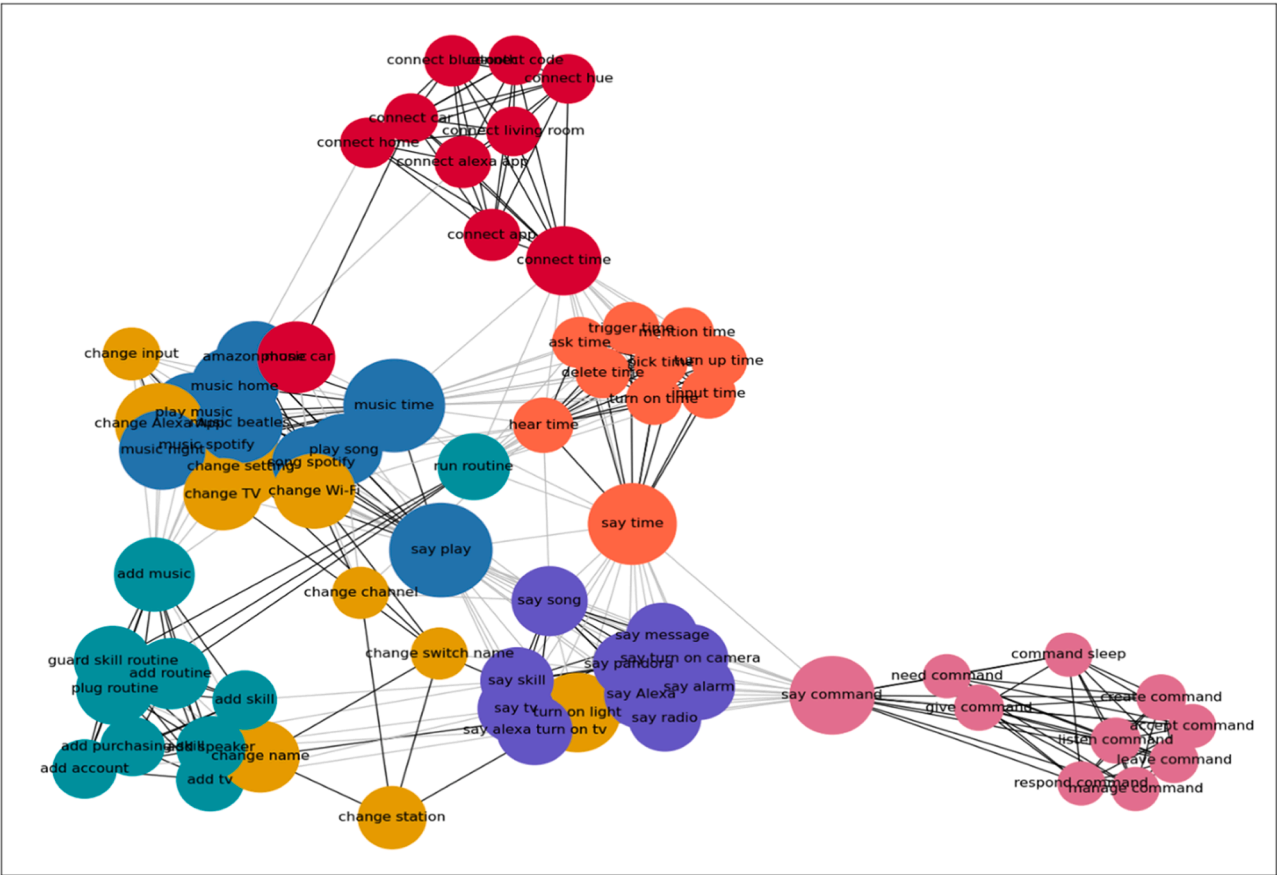 connect bluetooth
connect code
connect hue
connect car
connect living room
connect home
connect alexa app
connect app
connect time
trigger time
mention time
ask time
change input
music car
pick time
turn up time
delete time
music home
input time
turn on time
music time
play music
change Alexa App
music beatles
hear time
music spotify
music night
play song
song spotify
change setting
run routine
change TV
change Wi-Fi
say time
say play
add music
change channel
say song
say message
change switch name
say turn on camera
guard skill routine
say pandora
add routine
need command
command sleep
say skill
plug routine
say Alexa
say alarm
say command
create command
add skill
give command
say tv
turn on light
say radio
accept command
say alexa turn on tv
listen command
add purchasing skill
add speaker
change name
leave command
add account
add tv
respond command
manage command
change station